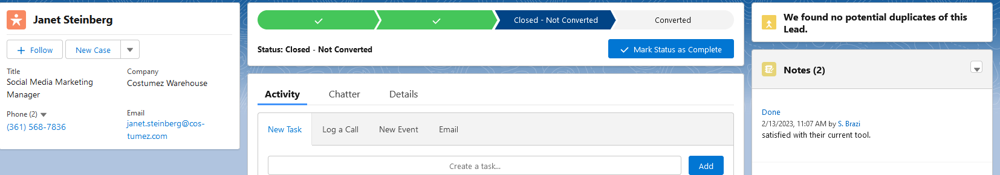 Janet Steinberg
Follow
New Case
Title
Social Media Marketing
Manager
Company
Costumez Warehouse
Phone (2)
(361) 568-7836
Email
janet.steinberg@cos-
tumez.com
Closed - Not Converted
Converted
Status: Closed - Not Converted
Mark Status as Complete
Activity
Chatter
Details
New Task
Log a Call
New Event
Email
Create a task...
Add
We found no potential duplicates of this
Lead.
Notes (2)
Done
2/13/2023, 11:07 AM by S. Brazi
satisfied with their current tool.